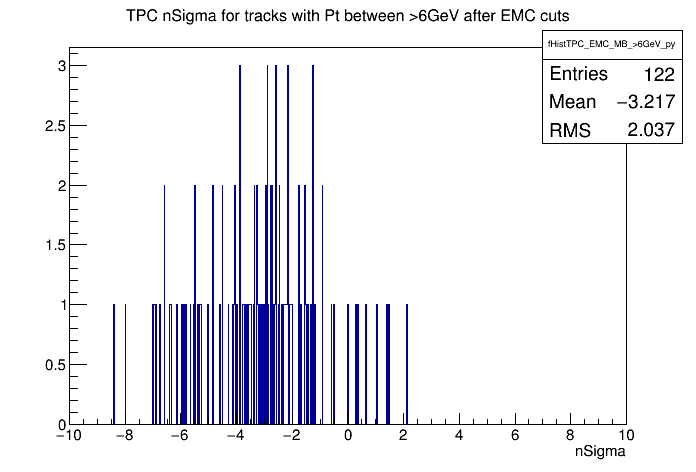 TPC nSigma for tracks with Pt between >6GeV after EMC cuts
fHistTPC_EMC_MB_>6GeV_py
Entries 122
Mean −3.217
RMS 2.037
3
2.5
2
1.5
1
0.5
0
−10 −8 −6 −4 −2 0 2 4 6 8 10
nSigma